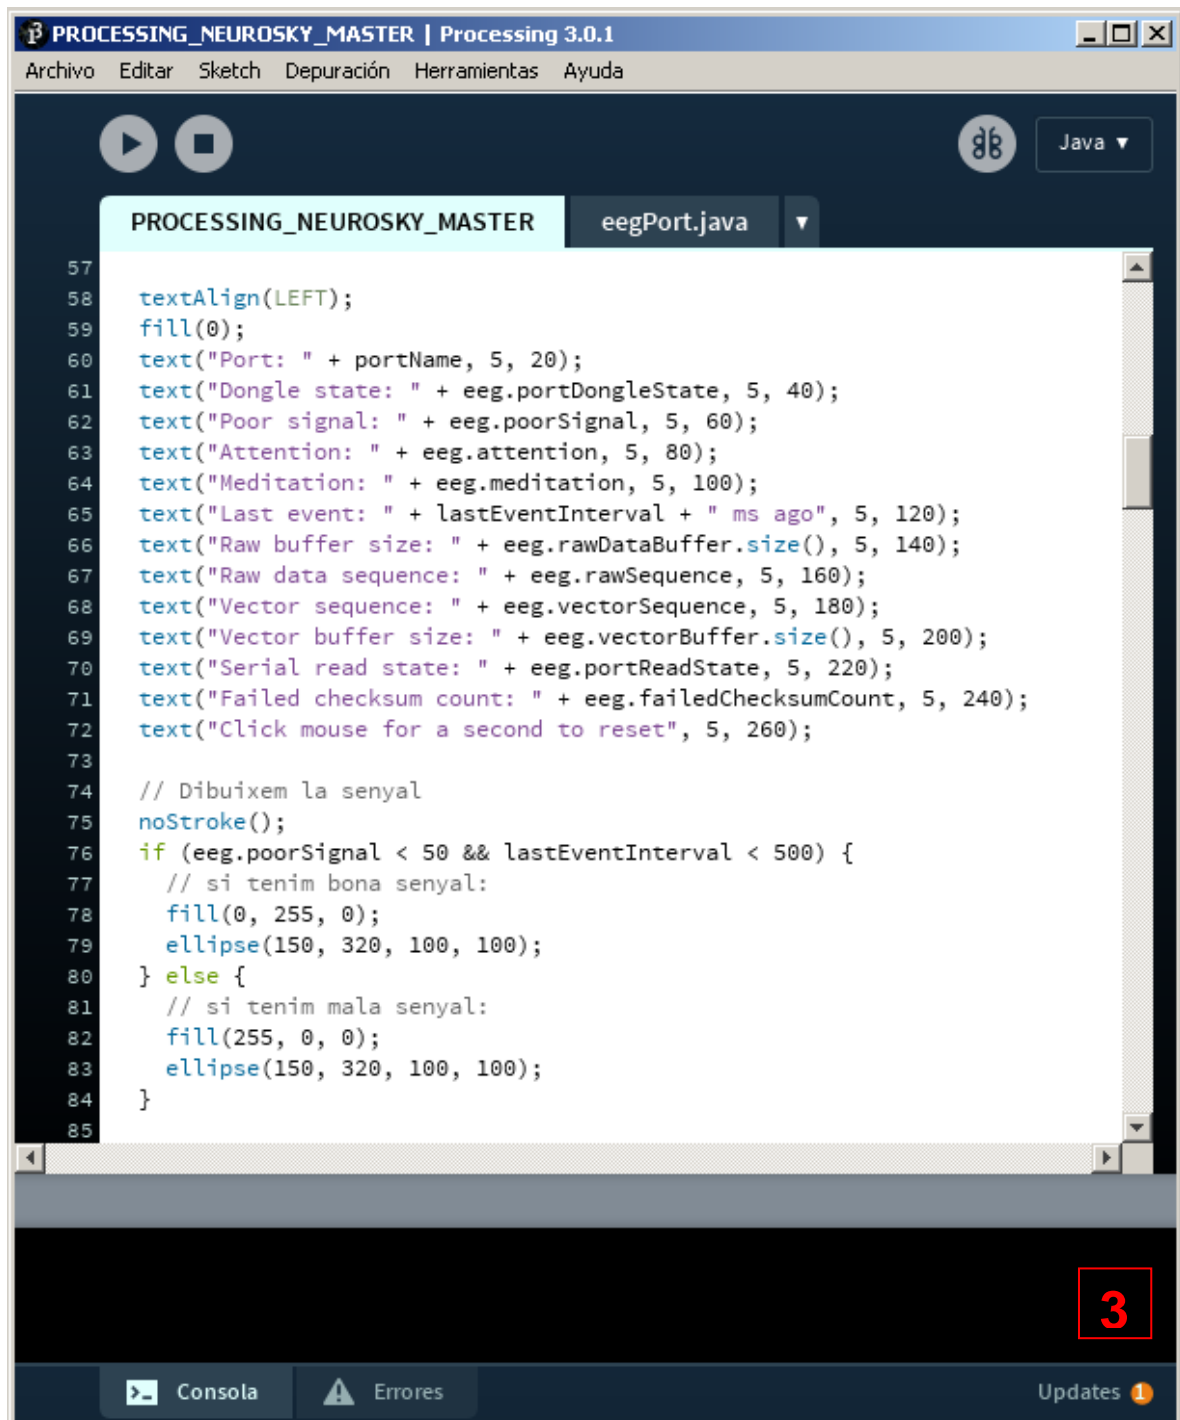 PROCESSING_NEUROSKY_MASTER | Processing 3.0.1
Archivo Editar Sketch Depuración Herramientas Ayuda
Java ▼
PROCESSING_NEUROSKY_MASTER eegPort.java ▼
57
58 textAlign(LEFT);
59 fill(0);
60 text("Port: " + portName, 5, 20);
61 text("Dongle state: " + eeg.portDongleState, 5, 40);
62 text("Poor signal: " + eeg.poorSignal, 5, 60);
63 text("Attention: " + eeg.attention, 5, 80);
64 text("Meditation: " + eeg.meditation, 5, 100);
65 text("Last event: " + lastEventInterval + " ms ago", 5, 120);
66 text("Raw buffer size: " + eeg.rawDataBuffer.size(), 5, 140);
67 text("Raw data sequence: " + eeg.rawSequence, 5, 160);
68 text("Vector sequence: " + eeg.vectorSequence, 5, 180);
69 text("Vector buffer size: " + eeg.vectorBuffer.size(), 5, 200);
70 text("Serial read state: " + eeg.portReadState, 5, 220);
71 text("Failed checksum count: " + eeg.failedChecksumCount, 5, 240);
72 text("Click mouse for a second to reset", 5, 260);
73
74 // Dibuixem la senyal
75 noStroke();
76 if (eeg.poorSignal < 50 && lastEventInterval < 500) {
77 // si tenim bona senyal:
78 fill(0, 255, 0);
79 ellipse(150, 320, 100, 100);
80 } else {
81 // si tenim mala senyal:
82 fill(255, 0, 0);
83 ellipse(150, 320, 100, 100);
84 }
85
3
Consola Errores Updates 1